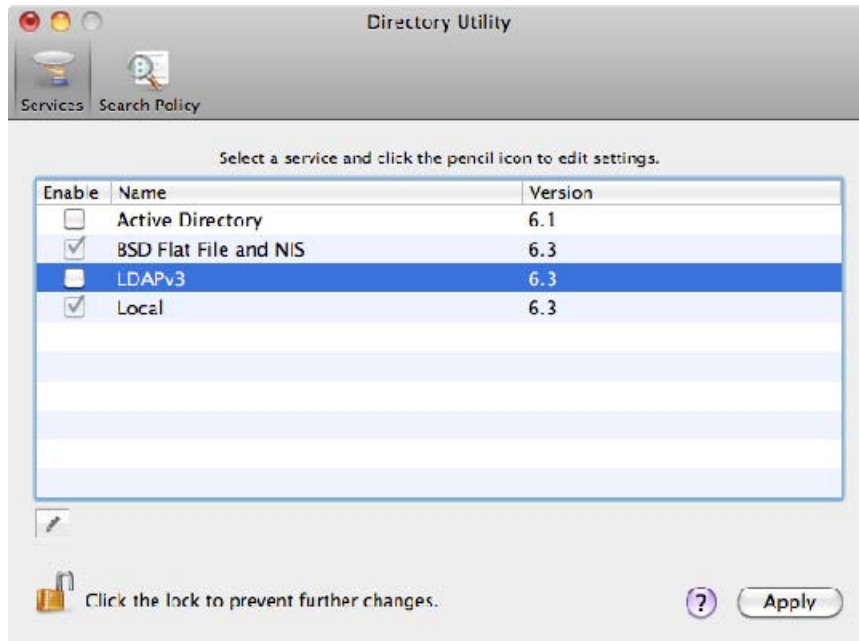 Directory Utility
Services Search Policy
Select a service and click the pencil icon to edit settings.
Enable Name Version
Active Directory 6.1
BSD Flat File and NIS 6.3
LDAPv3 6.3
Local 6.3
Click the lock to prevent further changes. ? Apply